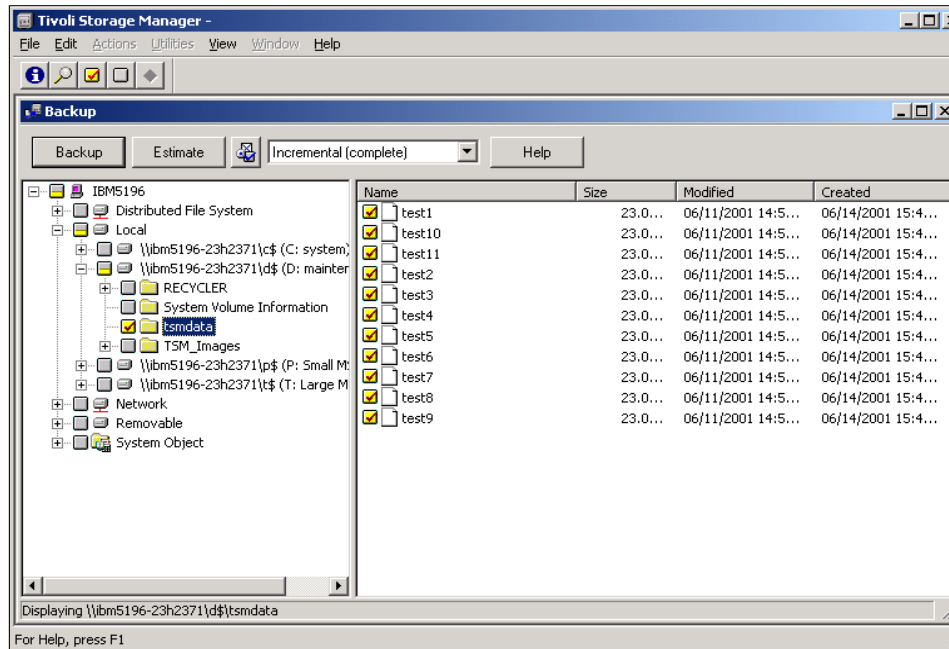 Tivoli Storage Manager -
File Edit Actions Utilities View Window Help
Backup
Backup Estimate Incremental (complete) Help
IBM5196
Distributed File System
Local
\\ibm5196-23h2371\c$ (C: system)
\\ibm5196-23h2371\d$ (D: mainter
RECYCLER
System Volume Information
tsmdata
TSM_Images
\\ibm5196-23h2371\p$ (P: Small M
\\ibm5196-23h2371\t$ (T: Large M
Network
Removable
System Object
Name Size Modified Created
test1 23.0... 06/11/2001 14:5... 06/14/2001 15:4...
test10 23.0... 06/11/2001 14:5... 06/14/2001 15:4...
test11 23.0... 06/11/2001 14:5... 06/14/2001 15:4...
test2 23.0... 06/11/2001 14:5... 06/14/2001 15:4...
test3 23.0... 06/11/2001 14:5... 06/14/2001 15:4...
test4 23.0... 06/11/2001 14:5... 06/14/2001 15:4...
test5 23.0... 06/11/2001 14:5... 06/14/2001 15:4...
test6 23.0... 06/11/2001 14:5... 06/14/2001 15:4...
test7 23.0... 06/11/2001 14:5... 06/14/2001 15:4...
test8 23.0... 06/11/2001 14:5... 06/14/2001 15:4...
test9 23.0... 06/11/2001 14:5... 06/14/2001 15:4...
Displaying \\ibm5196-23h2371\d$\tsmdata
For Help, press F1